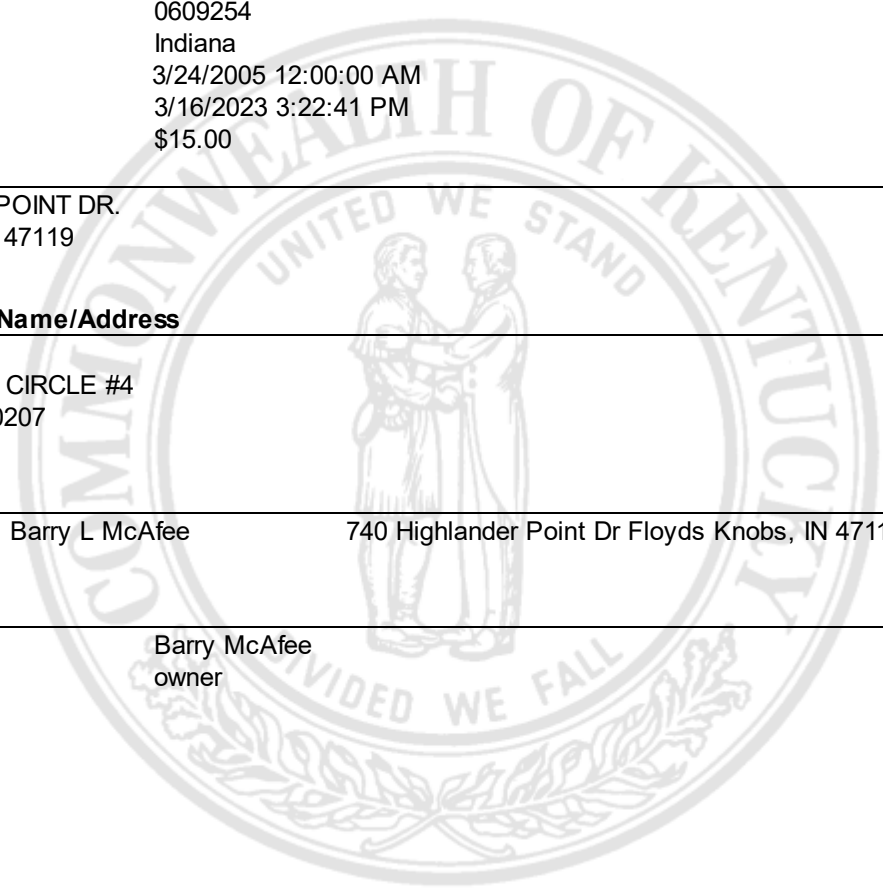 0609254
Indiana
3/24/2005 12:00:00 AM
3/16/2023 3:22:41 PM
$15.00
POINT DR.
47119
Name/Address
CIRCLE #4
0207
Barry L McAfee 740 Highlander Point Dr Floyds Knobs, IN 4711
Barry McAfee
owner
COMMONWEALTH OF KENTUCKY
UNITED WE STAND
DIVIDED WE FALL